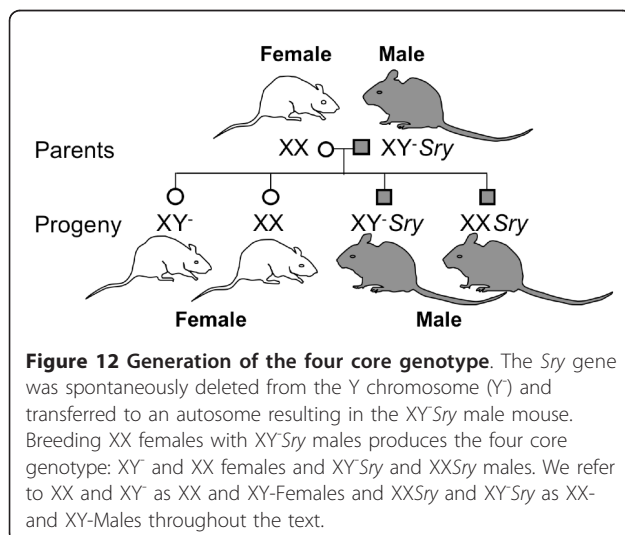 Female Male
Parents XX XY⁻Sry
Progeny XY⁻ XX XY⁻Sry XXSry
Female Male
Figure 12 Generation of the four core genotype. The Sry gene
was spontaneously deleted from the Y chromosome (Y⁻) and
transferred to an autosome resulting in the XY⁻Sry male mouse.
Breeding XX females with XY⁻Sry males produces the four core
genotype: XY⁻ and XX females and XY⁻Sry and XXSry males. We refer
to XX and XY⁻ as XX and XY-Females and XXSry and XY⁻Sry as XX-
and XY-Males throughout the text.